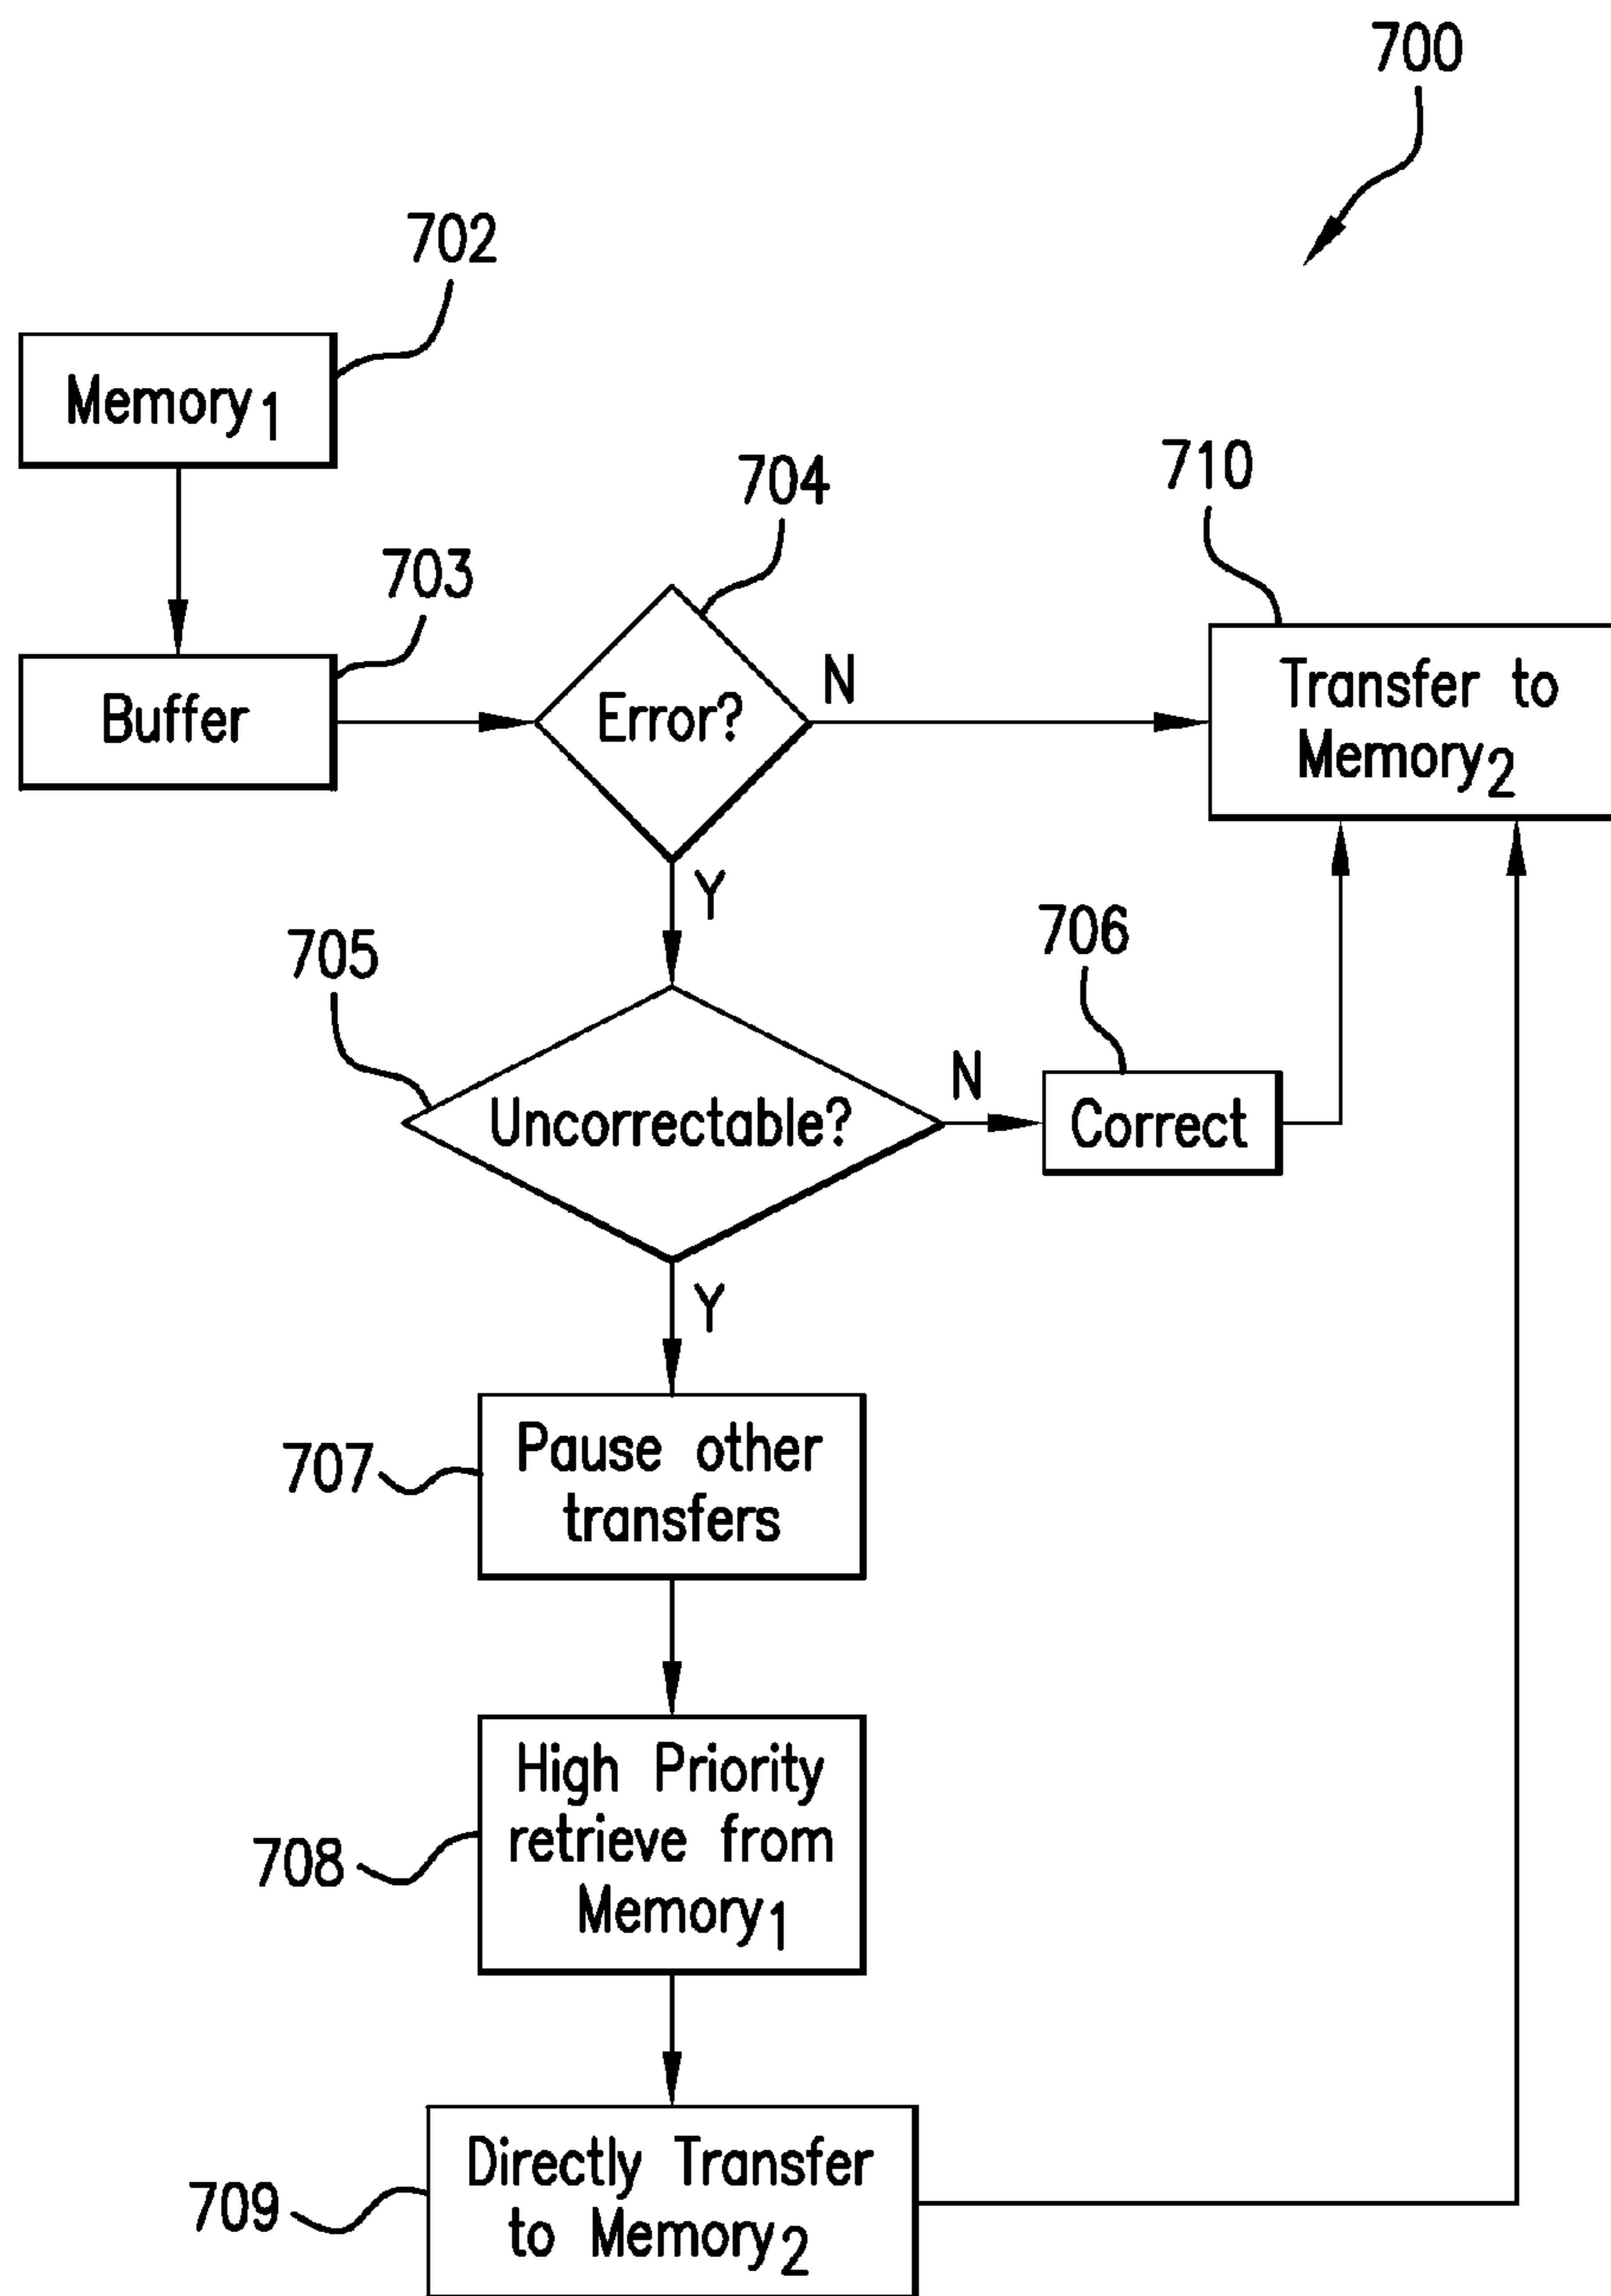 700
702
Memory1
704
710
703
Buffer
Error?
N
Transfer to
Memory2
Y
705
706
Uncorrectable?
N
Correct
Y
707
Pause other
transfers
708
High Priority
retrieve from
Memory1
709
Directly Transfer
to Memory2